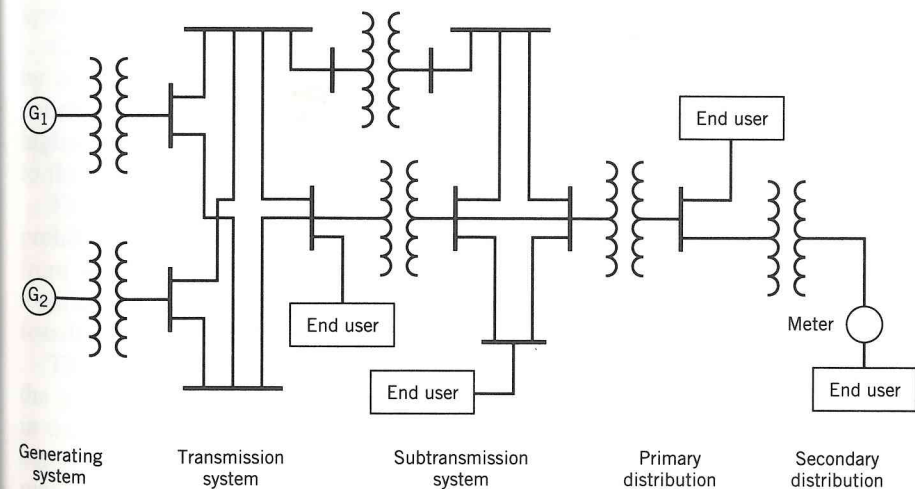 G1
End user
G2
End user
Meter
End user
End user
Generating
system
Transmission
system
Subtransmission
system
Primary
distribution
Secondary
distribution